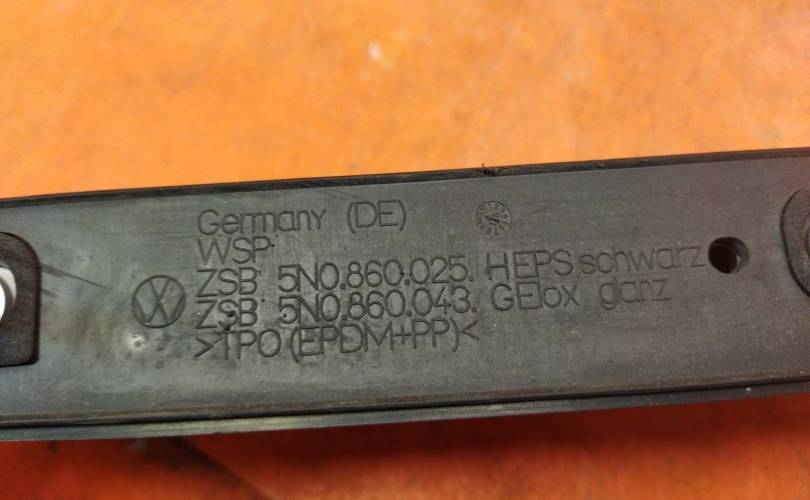 Germany (DE)
WSP
ZSB 5N0.860.025. HEPS schwarz
ZSB 5N0.860.043. GElox glanz
>TPO(EPDM+PP)<